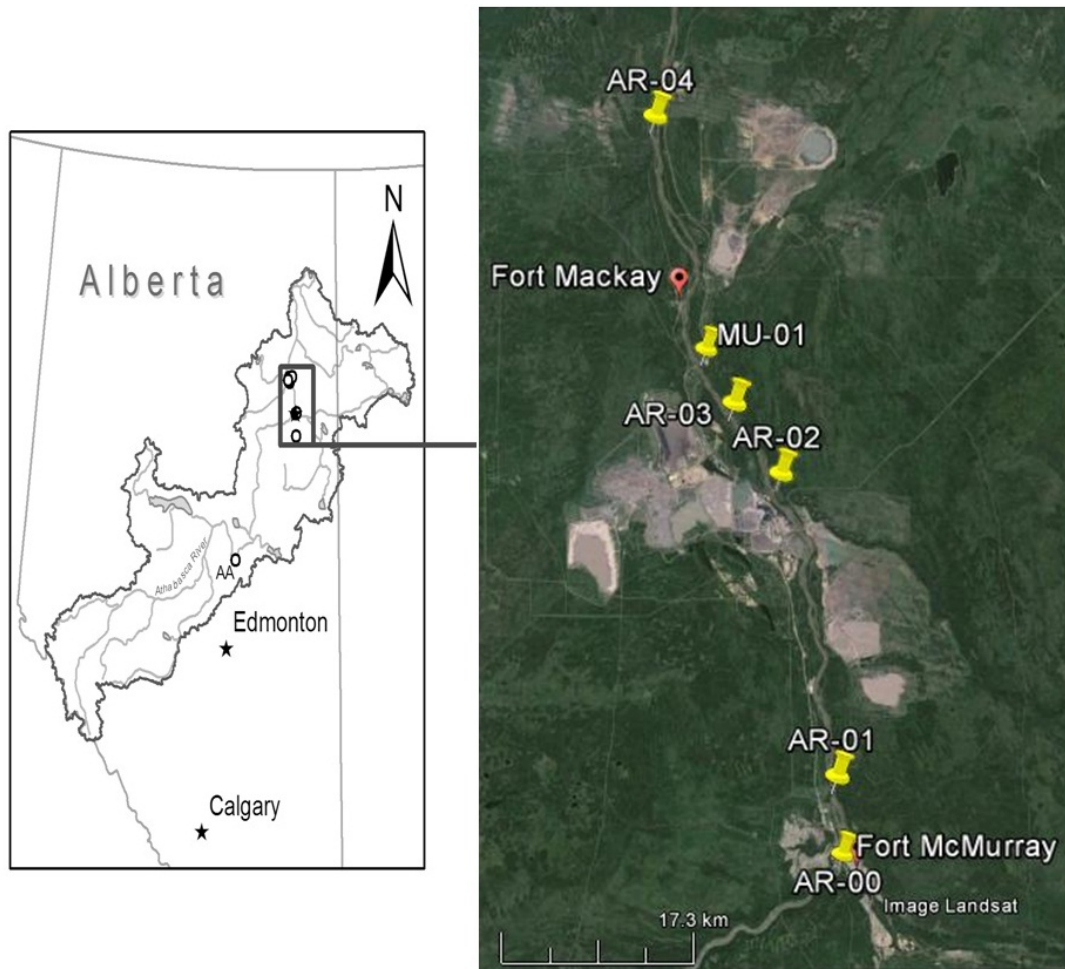 N
Alberta
AA
Athabasca River
Edmonton
Calgary
AR-04
Fort Mackay
MU-01
AR-03
AR-02
AR-01
Fort McMurray
AR-00
Image Landsat
17.3 km